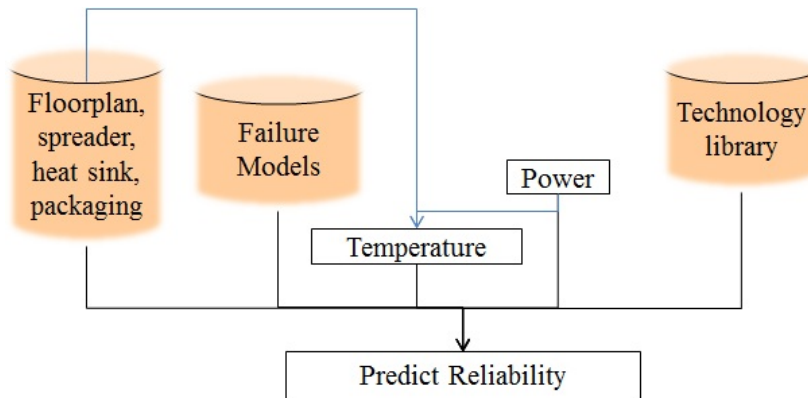 Floorplan,
spreader,
heat sink,
packaging
Failure
Models
Technology
library
Power
Temperature
Predict Reliability